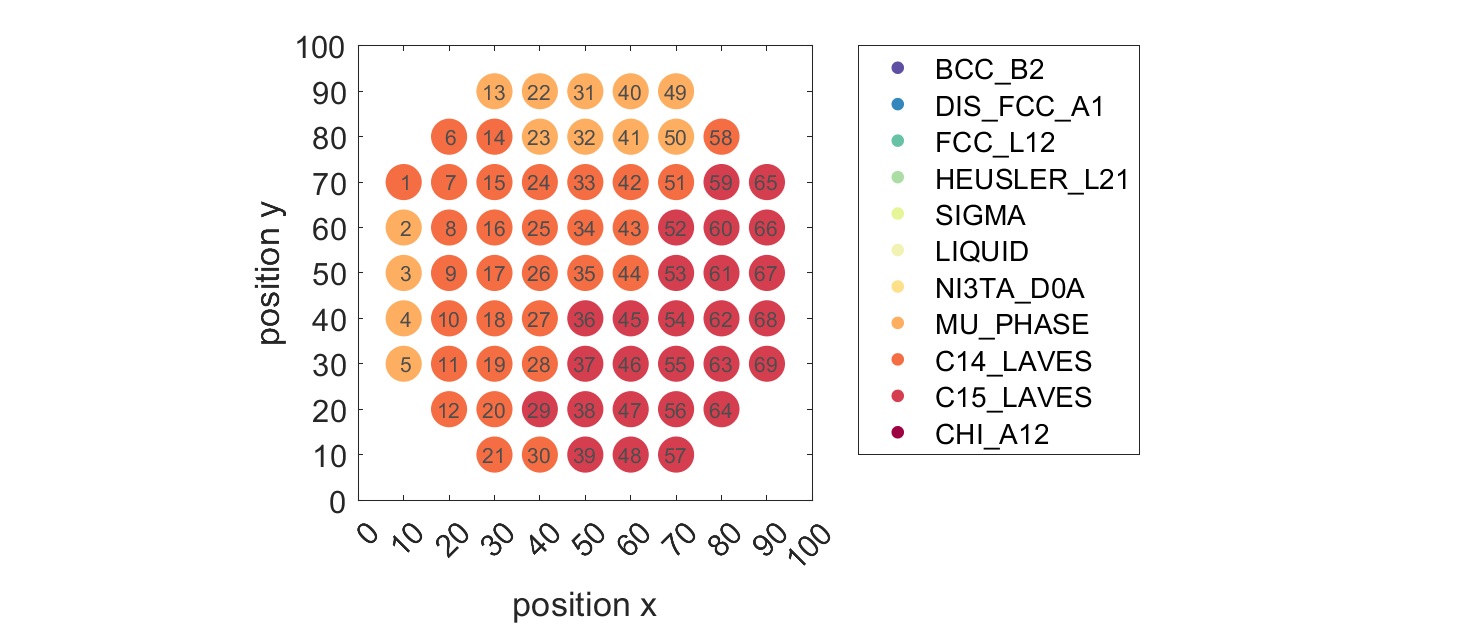 100
90 13 22 31 40 49
80 6 14 23 32 41 50 58
70 1 7 15 24 33 42 51 59 65
60 2 8 16 25 34 43 52 60 66
50 3 9 17 26 35 44 53 61 67
40 4 10 18 27 36 45 54 62 68
30 5 11 19 28 37 46 55 63 69
20 12 20 29 38 47 56 64
10 21 30 39 48 57
0
0 10 20 30 40 50 60 70 80 90 100
position x
position y
BCC_B2
DIS_FCC_A1
FCC_L12
HEUSLER_L21
SIGMA
LIQUID
NI3TA_D0A
MU_PHASE
C14_LAVES
C15_LAVES
CHI_A12